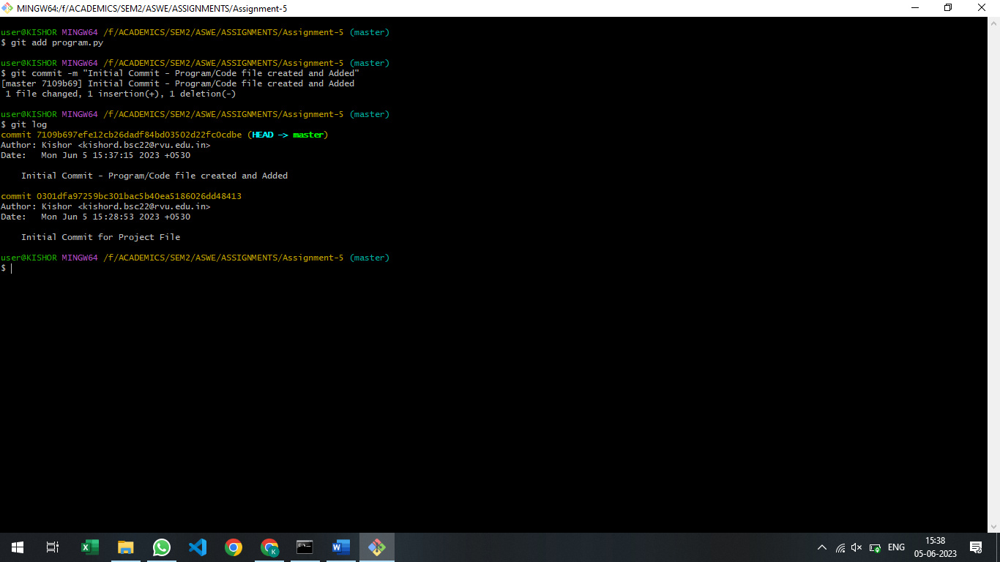 MINGW64:/f/ACADEMICS/SEM2/ASWE/ASSIGNMENTS/Assignment-5
user@KISHOR MINGW64 /f/ACADEMICS/SEM2/ASWE/ASSIGNMENTS/Assignment-5 (master)
$ git add program.py
user@KISHOR MINGW64 /f/ACADEMICS/SEM2/ASWE/ASSIGNMENTS/Assignment-5 (master)
$ git commit -m "Initial Commit - Program/Code file created and Added"
[master 7109b69] Initial Commit - Program/Code file created and Added
 1 file changed, 1 insertion(+), 1 deletion(-)
user@KISHOR MINGW64 /f/ACADEMICS/SEM2/ASWE/ASSIGNMENTS/Assignment-5 (master)
$ git log
commit 7109b697efe12cb26dadf84bd03502d22fc0cdbe (HEAD -> master)
Author: Kishor <kishord.bsc22@rvu.edu.in>
Date:   Mon Jun 5 15:37:15 2023 +0530
    Initial Commit - Program/Code file created and Added
commit 0301dfa97259bc301bac5b40ea5186026dd48413
Author: Kishor <kishord.bsc22@rvu.edu.in>
Date:   Mon Jun 5 15:28:53 2023 +0530
    Initial Commit for Project File
user@KISHOR MINGW64 /f/ACADEMICS/SEM2/ASWE/ASSIGNMENTS/Assignment-5 (master)
$
ENG
15:38
05-06-2023